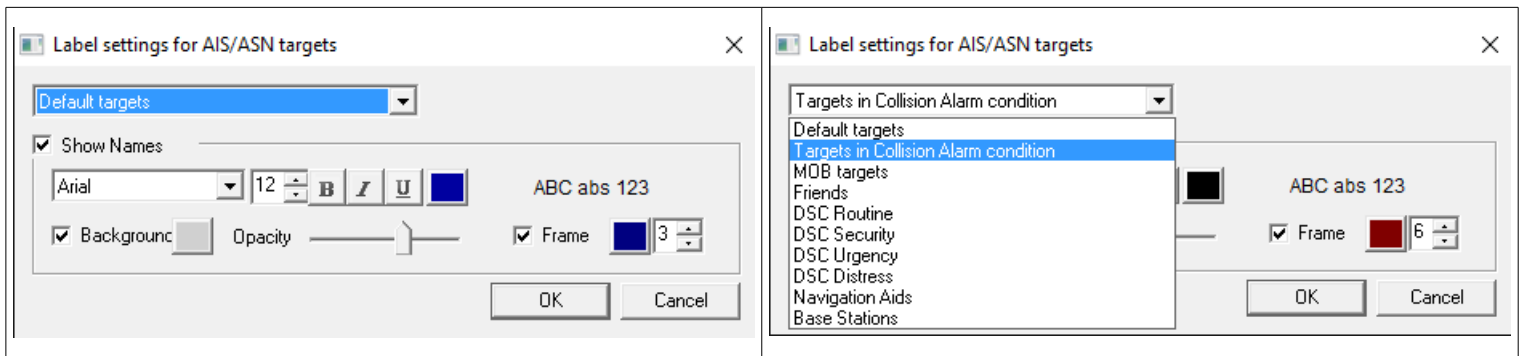 Label settings for AIS/ASN targets
Default targets
Show Names
Arial 12 B I U ABC abs 123
Background Opacity Frame 3
OK Cancel
Label settings for AIS/ASN targets
Targets in Collision Alarm condition
Default targets
Targets in Collision Alarm condition
MOB targets
Friends
DSC Routine
DSC Security
DSC Urgency
DSC Distress
Navigation Aids
Base Stations
ABC abs 123
Frame 6
OK Cancel